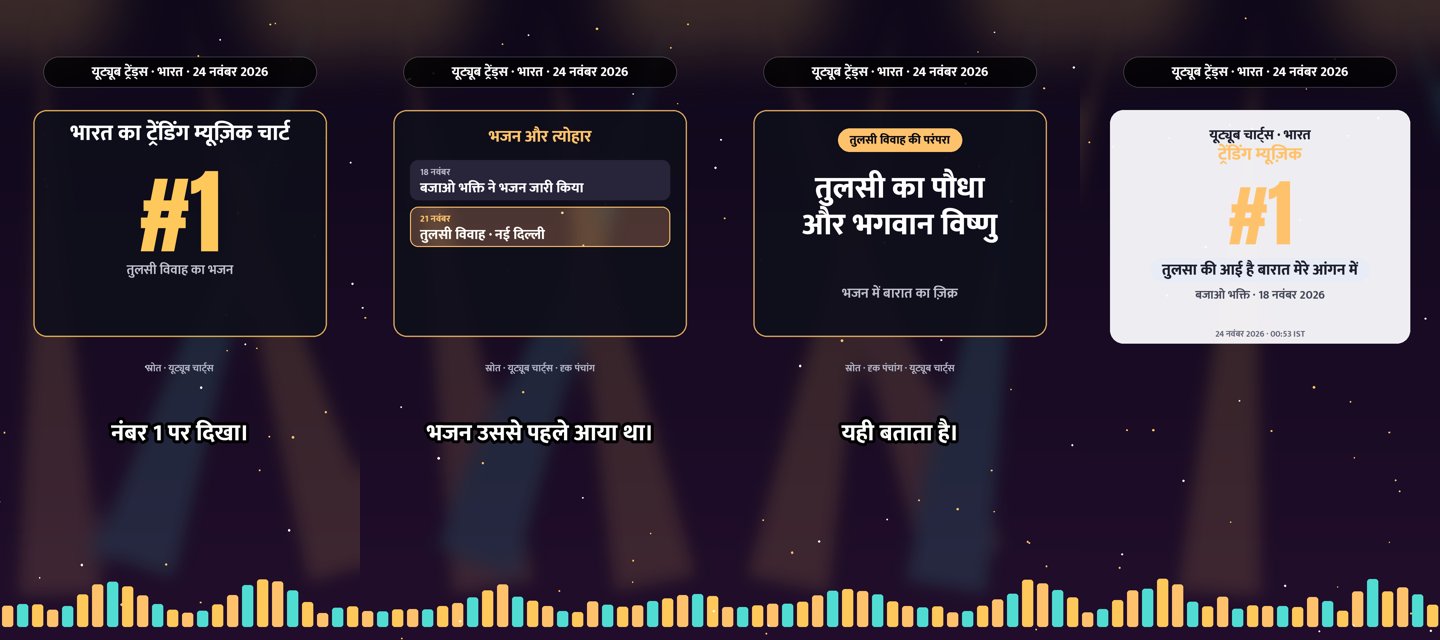 यूट्यूब ट्रेंड्स · भारत · 24 नवंबर 2026
भारत का ट्रेंडिंग म्यूज़िक चार्ट
#1
तुलसी विवाह का भजन
स्रोत · यूट्यूब चार्ट्स
नंबर 1 पर दिखा।
यूट्यूब ट्रेंड्स · भारत · 24 नवंबर 2026
भजन और त्योहार
18 नवंबर
बजाओ भक्ति ने भजन जारी किया
21 नवंबर
तुलसी विवाह · नई दिल्ली
स्रोत · यूट्यूब चार्ट्स · दृक पंचांग
भजन उससे पहले आया था।
यूट्यूब ट्रेंड्स · भारत · 24 नवंबर 2026
तुलसी विवाह की परंपरा
तुलसी का पौधा
और भगवान विष्णु
भजन में बारात का ज़िक्र
स्रोत · दृक पंचांग · यूट्यूब चार्ट्स
यही बताता है।
यूट्यूब ट्रेंड्स · भारत · 24 नवंबर 2026
यूट्यूब चार्ट्स · भारत
ट्रेंडिंग म्यूज़िक
#1
तुलसा की आई है बारात मेरे आंगन में
बजाओ भक्ति · 18 नवंबर 2026
24 नवंबर 2026 · 00:53 IST